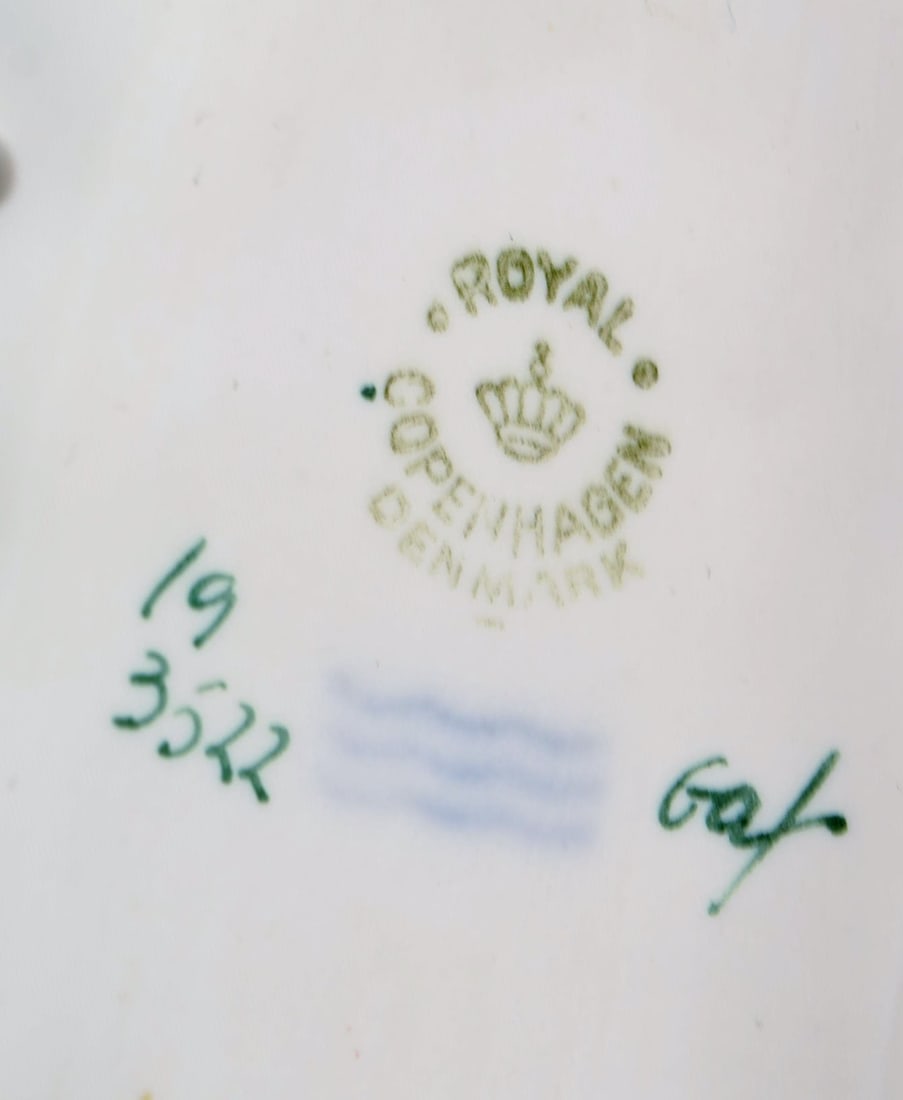 ROYAL
COPENHAGEN
DENMARK
19
3522